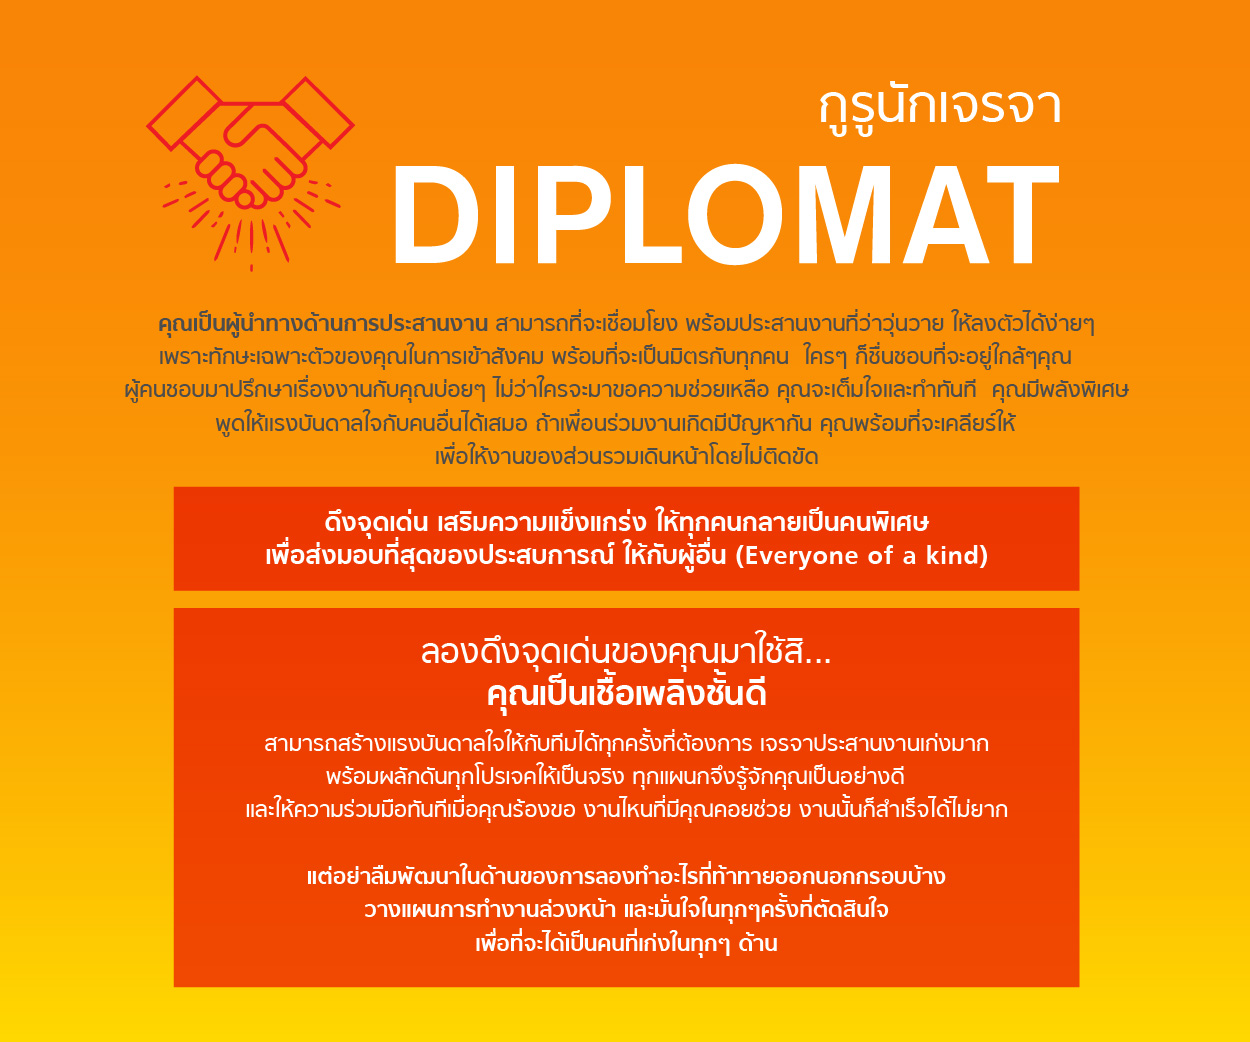 กูรูนักเจรจา
DIPLOMAT
คุณเป็นผู้นำทางด้านการประสานงาน สามารถที่จะเชื่อมโยง พร้อมประสานงานที่ว่าวุ่นวาย ให้ลงตัวได้ง่ายๆ
เพราะทักษะเฉพาะตัวของคุณในการเข้าสังคม พร้อมที่จะเป็นมิตรกับทุกคน ใครๆ ก็ชื่นชอบที่จะอยู่ใกล้ๆคุณ
ผู้คนชอบมาปรึกษาเรื่องงานกับคุณบ่อยๆ ไม่ว่าใครจะมาขอความช่วยเหลือ คุณจะเต็มใจและทำทันที คุณมีพลังพิเศษ
พูดให้แรงบันดาลใจกับคนอื่นได้เสมอ ถ้าเพื่อนร่วมงานเกิดมีปัญหากัน คุณพร้อมที่จะเคลียร์ให้
เพื่อให้งานของส่วนรวมเดินหน้าโดยไม่ติดขัด
ดึงจุดเด่น เสริมความแข็งแกร่ง ให้ทุกคนกลายเป็นคนพิเศษ
เพื่อส่งมอบที่สุดของประสบการณ์ ให้กับผู้อื่น (Everyone of a kind)
ลองดึงจุดเด่นของคุณมาใช้สิ...
คุณเป็นเชื้อเพลิงชั้นดี
สามารถสร้างแรงบันดาลใจให้กับทีมได้ทุกครั้งที่ต้องการ เจรจาประสานงานเก่งมาก
พร้อมผลักดันทุกโปรเจคให้เป็นจริง ทุกแผนกจึงรู้จักคุณเป็นอย่างดี
และให้ความร่วมมือทันทีเมื่อคุณร้องขอ งานไหนที่มีคุณคอยช่วย งานนั้นก็สำเร็จได้ไม่ยาก
แต่อย่าลืมพัฒนาในด้านของการลองทำอะไรที่ท้าทายออกนอกกรอบบ้าง
วางแผนการทำงานล่วงหน้า และมั่นใจในทุกๆครั้งที่ตัดสินใจ
เพื่อที่จะได้เป็นคนที่เก่งในทุกๆ ด้าน